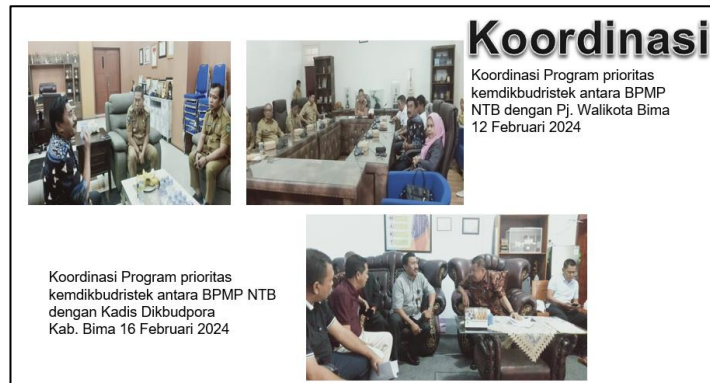 Koordinasi
Koordinasi Program prioritas
kemdikbudristek antara BPMP
NTB dengan Pj. Walikota Bima
12 Februari 2024
Koordinasi Program prioritas
kemdikbudristek antara BPMP NTB
dengan Kadis Dikbudpora
Kab. Bima 16 Februari 2024